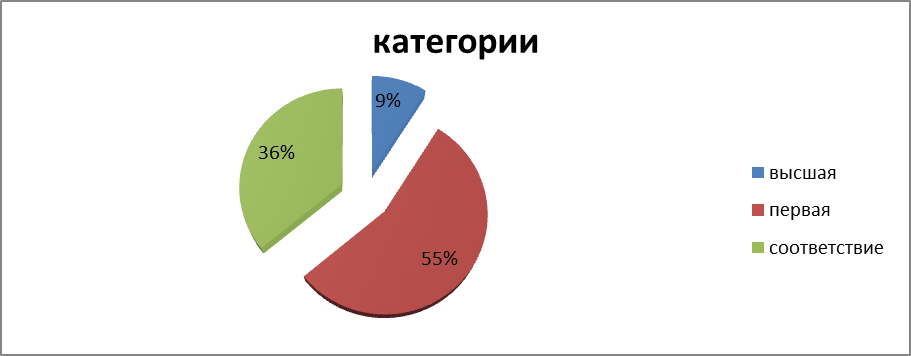 категории
9%
36%
55%
высшая
первая
соответствие